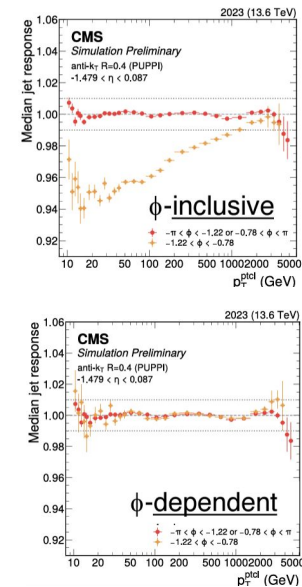 2023 (13.6 TeV)
Median jet response
1.06
1.04
1.02
1.00
0.98
0.96
0.94
0.92
CMS
Simulation Preliminary
anti-kT R=0.4 (PUPPI)
-1.479 < η < 0.087
ϕ-inclusive
−π < ϕ < −1.22 or −0.78 < ϕ < π
−1.22 < ϕ < −0.78
10 20 50 100 200 500 1000 5000
pT^ptcl (GeV)
2023 (13.6 TeV)
Median jet response
1.06
1.04
1.02
1.00
0.98
0.96
0.94
0.92
CMS
Simulation Preliminary
anti-kT R=0.4 (PUPPI)
-1.479 < η < 0.087
ϕ-dependent
−π < ϕ < −1.22 or −0.78 < ϕ < π
−1.22 < ϕ < −0.78
10 20 50 100 200 500 1000 2000 5000
pT^ptcl (GeV)